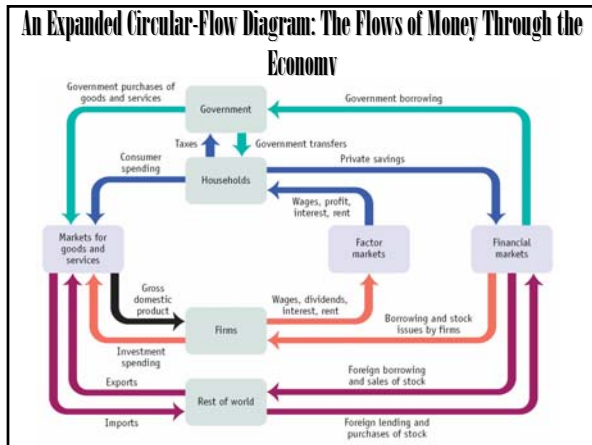 An Expanded Circular-Flow Diagram: The Flows of Money Through the
Economy
Government purchases of
goods and services
Government
Government borrowing
Taxes
Government transfers
Consumer
spending
Households
Private savings
Wages, profit,
interest, rent
Markets for
goods and
services
Factor
markets
Financial
markets
Gross
domestic
product
Wages, dividends,
interest, rent
Firms
Borrowing and stock
issues by firms
Investment
spending
Exports
Rest of world
Foreign borrowing
and sales of stock
Imports
Foreign lending and
purchases of stock